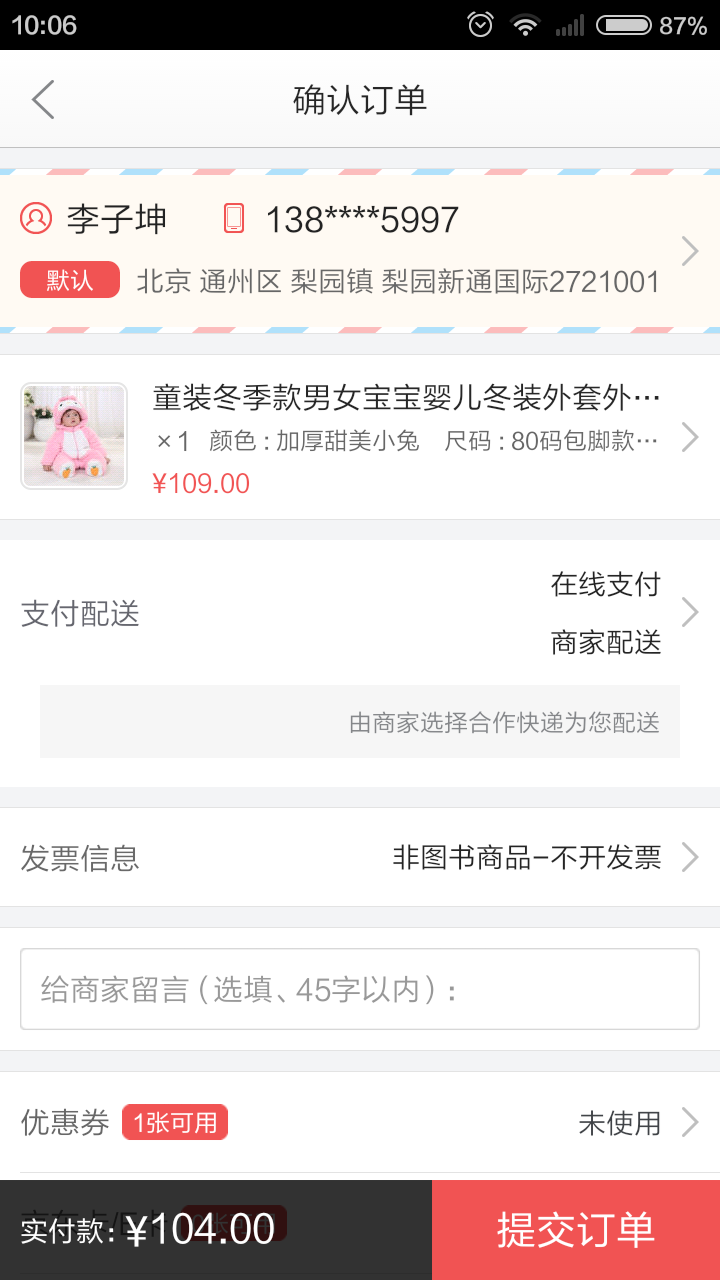 10:06
87%
确认订单
李子坤
138****5997
默认 北京 通州区 梨园镇 梨园新通国际2721001
童装冬季款男女宝宝婴儿冬装外套外…
×1 颜色:加厚甜美小兔 尺码:80码包脚款…
¥109.00
在线支付
支付配送
商家配送
由商家选择合作快递为您配送
发票信息 非图书商品-不开发票
给商家留言(选填、45字以内):
优惠券 1张可用 未使用
实付款:¥104.00 提交订单